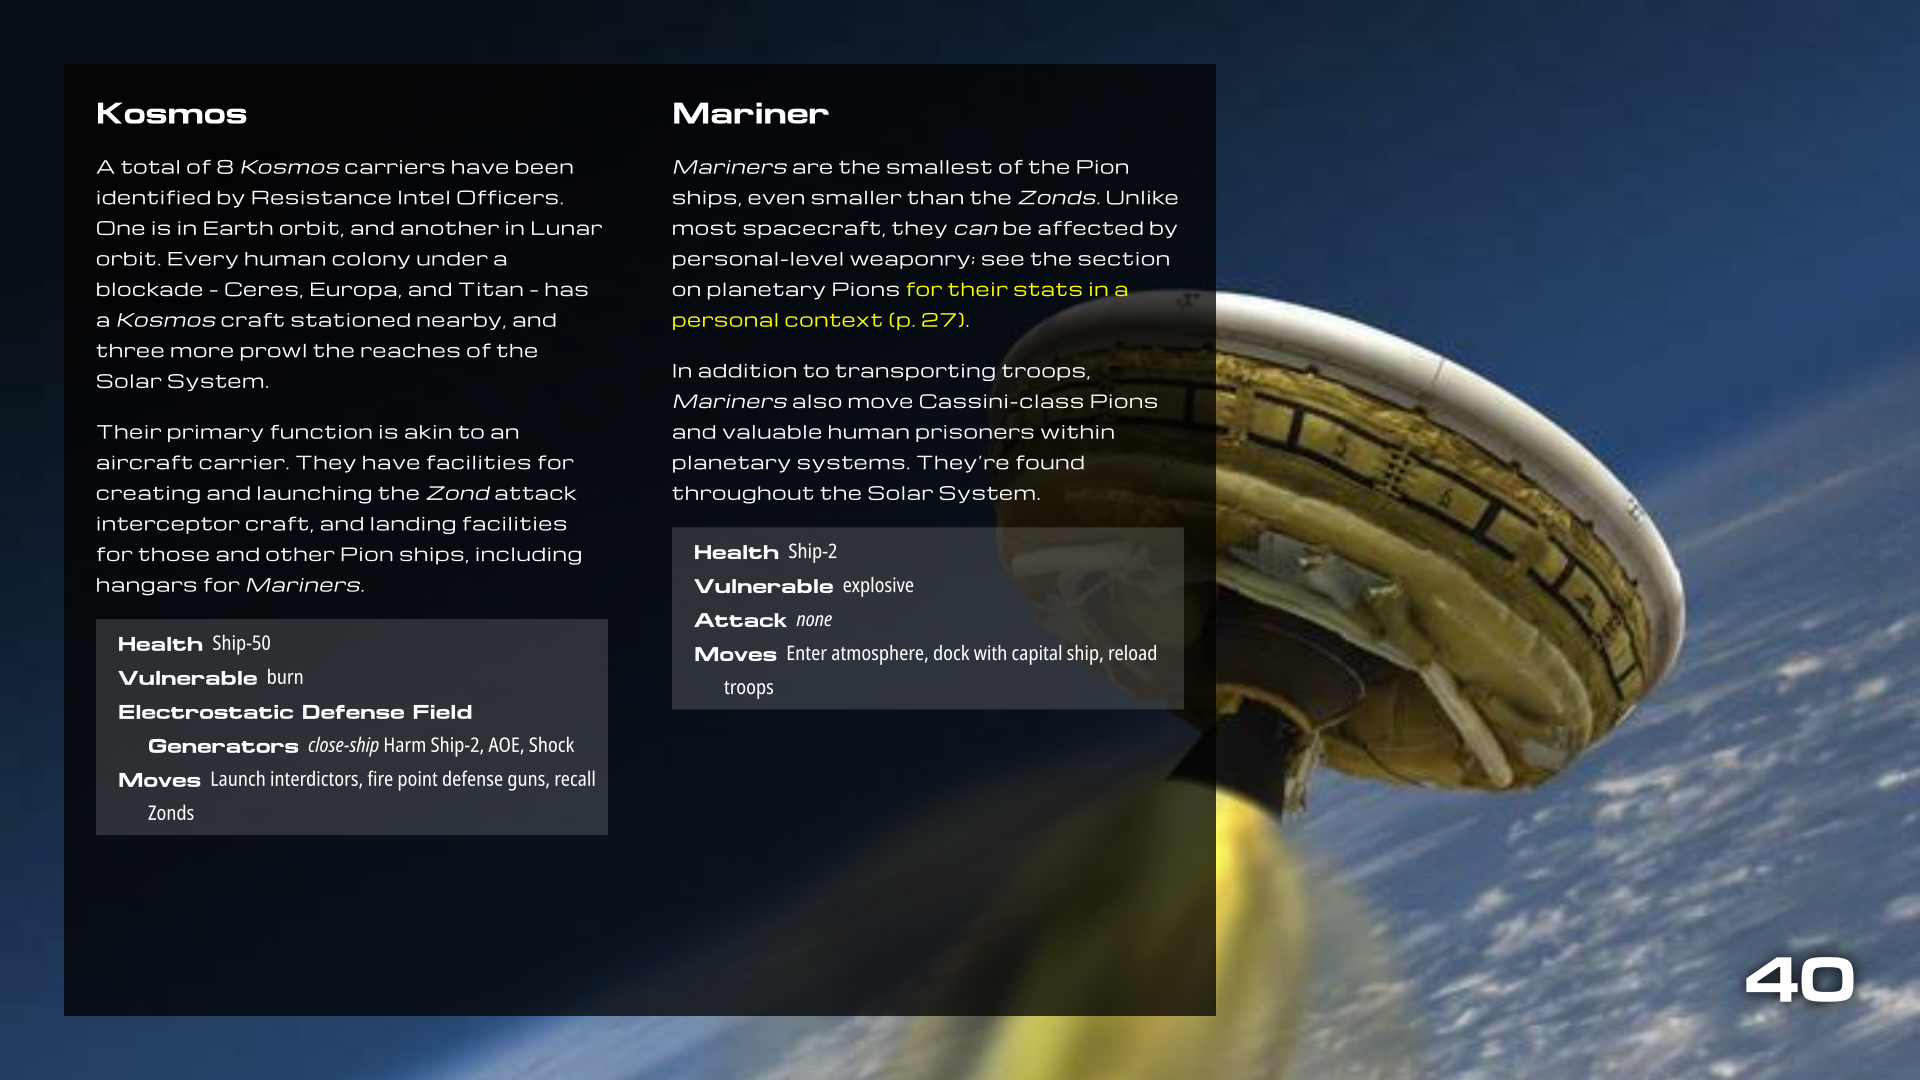 Kosmos
A total of 8 Kosmos carriers have been
identified by Resistance Intel Officers.
One is in Earth orbit, and another in Lunar
orbit. Every human colony under a
blockade - Ceres, Europa, and Titan - has
a Kosmos craft stationed nearby, and
three more prowl the reaches of the
Solar System.
Their primary function is akin to an
aircraft carrier. They have facilities for
creating and launching the Zond attack
interceptor craft, and landing facilities
for those and other Pion ships, including
hangars for Mariners.
Health Ship-50
Vulnerable burn
Electrostatic Defense Field
Generators close-ship Harm Ship-2, AOE, Shock
Moves Launch interdictors, fire point defense guns, recall
Zonds
Mariner
Mariners are the smallest of the Pion
ships, even smaller than the Zonds. Unlike
most spacecraft, they can be affected by
personal-level weaponry; see the section
on planetary Pions for their stats in a
personal context (p. 27).
In addition to transporting troops,
Mariners also move Cassini-class Pions
and valuable human prisoners within
planetary systems. They're found
throughout the Solar System.
Health Ship-2
Vulnerable explosive
Attack none
Moves Enter atmosphere, dock with capital ship, reload
troops
40